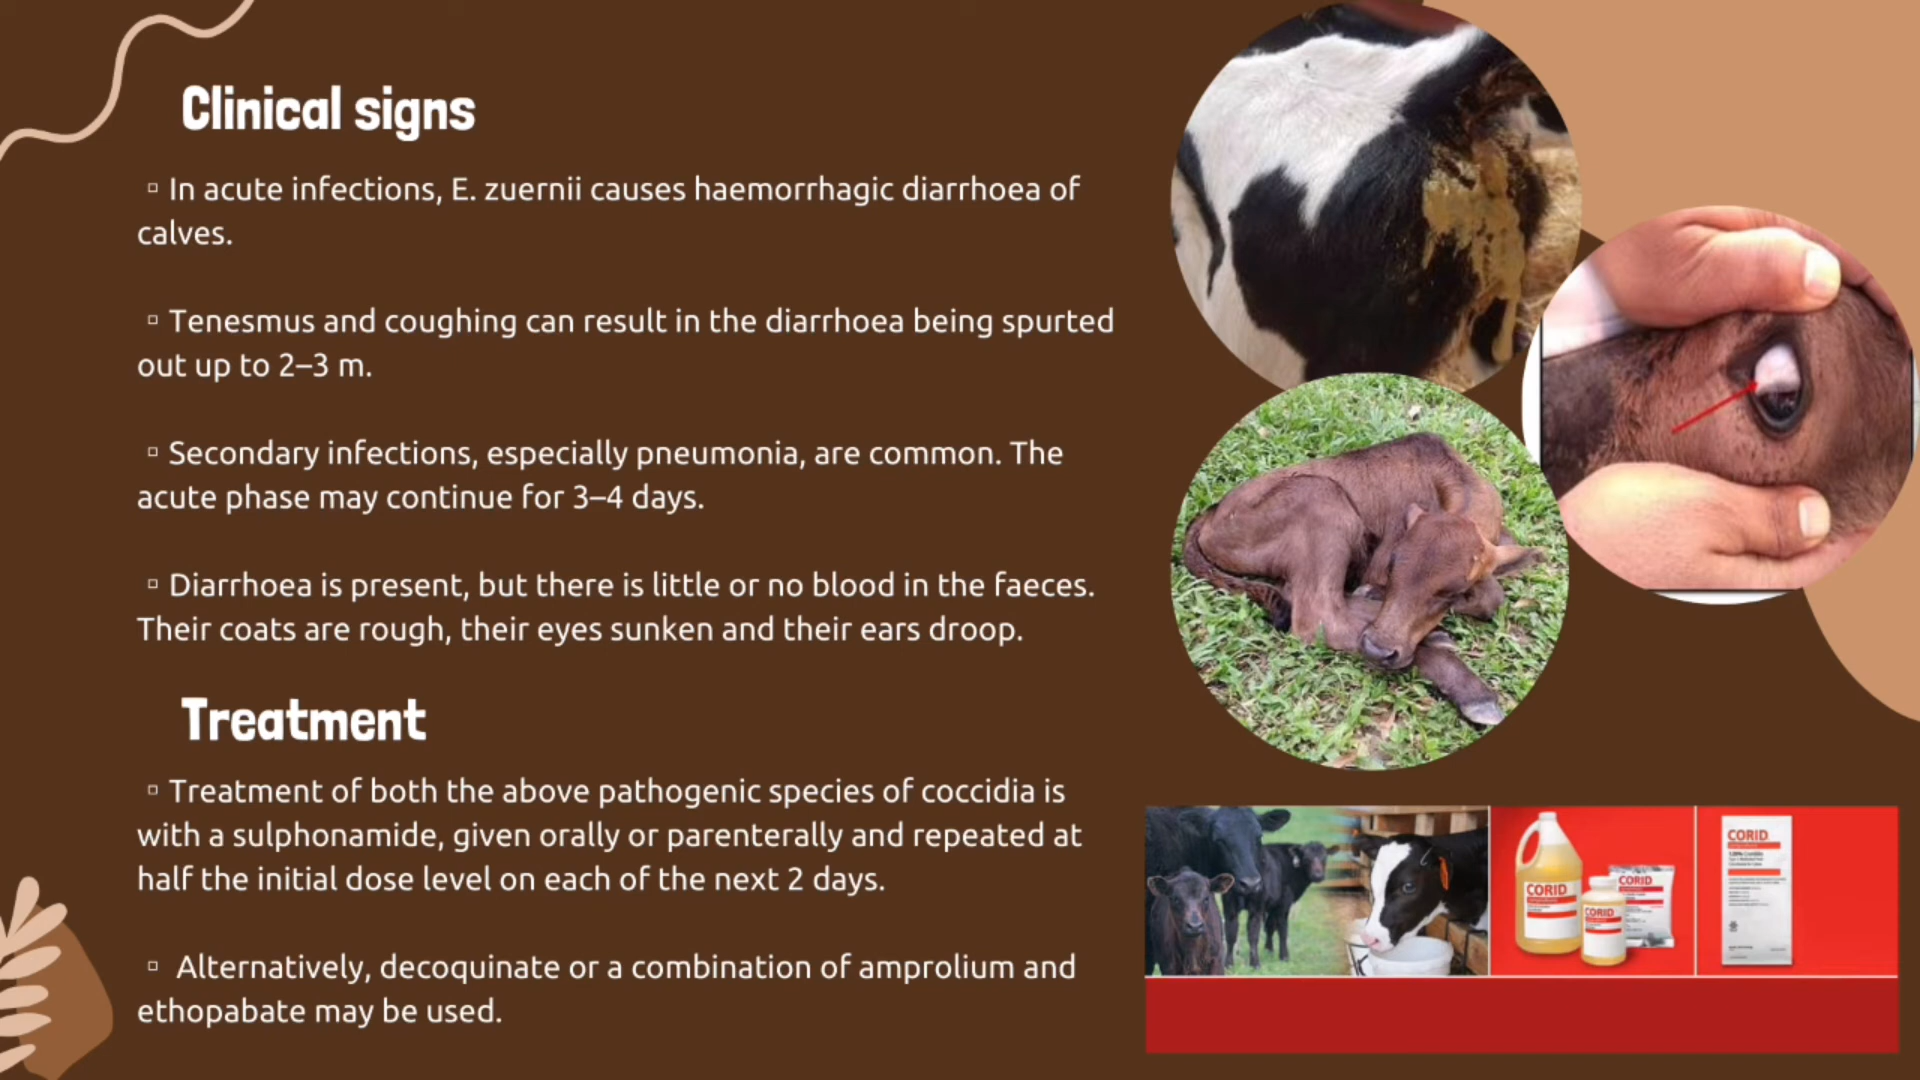 Clinical signs
▫ In acute infections, E. zuernii causes haemorrhagic diarrhoea of
calves.
▫ Tenesmus and coughing can result in the diarrhoea being spurted
out up to 2–3 m.
▫ Secondary infections, especially pneumonia, are common. The
acute phase may continue for 3–4 days.
▫ Diarrhoea is present, but there is little or no blood in the faeces.
Their coats are rough, their eyes sunken and their ears droop.
Treatment
▫ Treatment of both the above pathogenic species of coccidia is
with a sulphonamide, given orally or parenterally and repeated at
half the initial dose level on each of the next 2 days.
▫ Alternatively, decoquinate or a combination of amprolium and
ethopabate may be used.
CORID
CORID
CORID
CORID